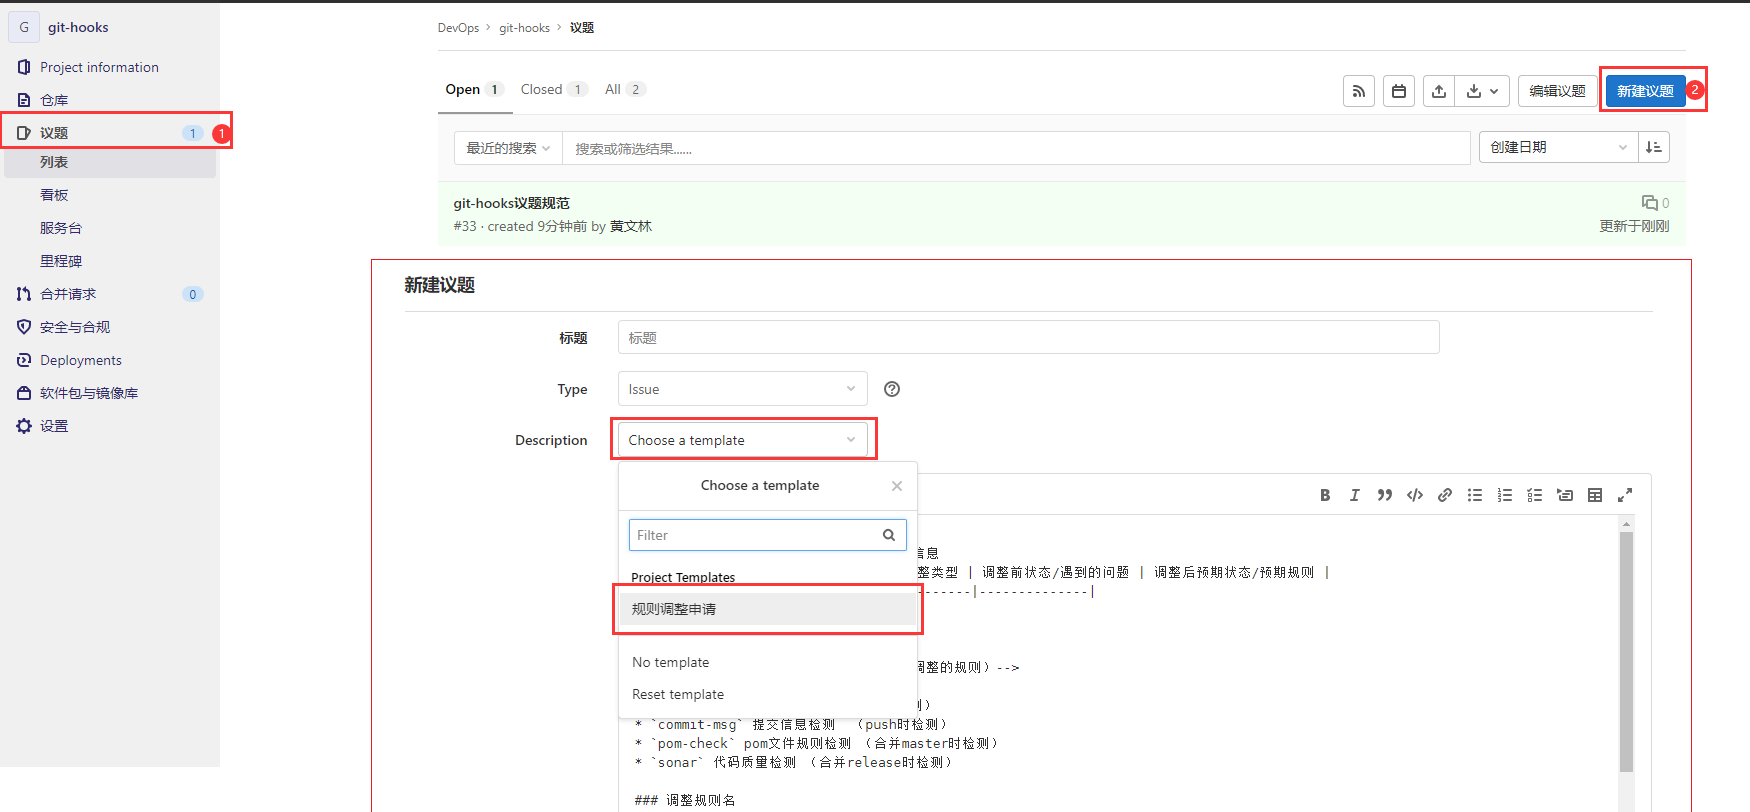 G git-hooks
Project information
仓库
议题 1 1
列表
看板
服务台
里程碑
合并请求 0
安全与合规
Deployments
软件包与镜像库
设置
DevOps › git-hooks › 议题
Open 1 Closed 1 All 2
编辑议题 新建议题 2
最近的搜索 搜索或筛选结果...... 创建日期
git-hooks议题规范 0
#33 · created 9分钟前 by 黄文林 更新于刚刚
新建议题
标题 标题
Type Issue
Description Choose a template
Choose a template
Filter
Project Templates
规则调整申请
No template
Reset template
信息
整类型 | 调整前状态/遇到的问题 | 调整后预期状态/预期规则 |
------|--------------|
调整的规则）-->
）
* `commit-msg` 提交信息检测 （push时检测）
* `pom-check` pom文件规则检测 （合并master时检测）
* `sonar` 代码质量检测 （合并release时检测）
### 调整规则名